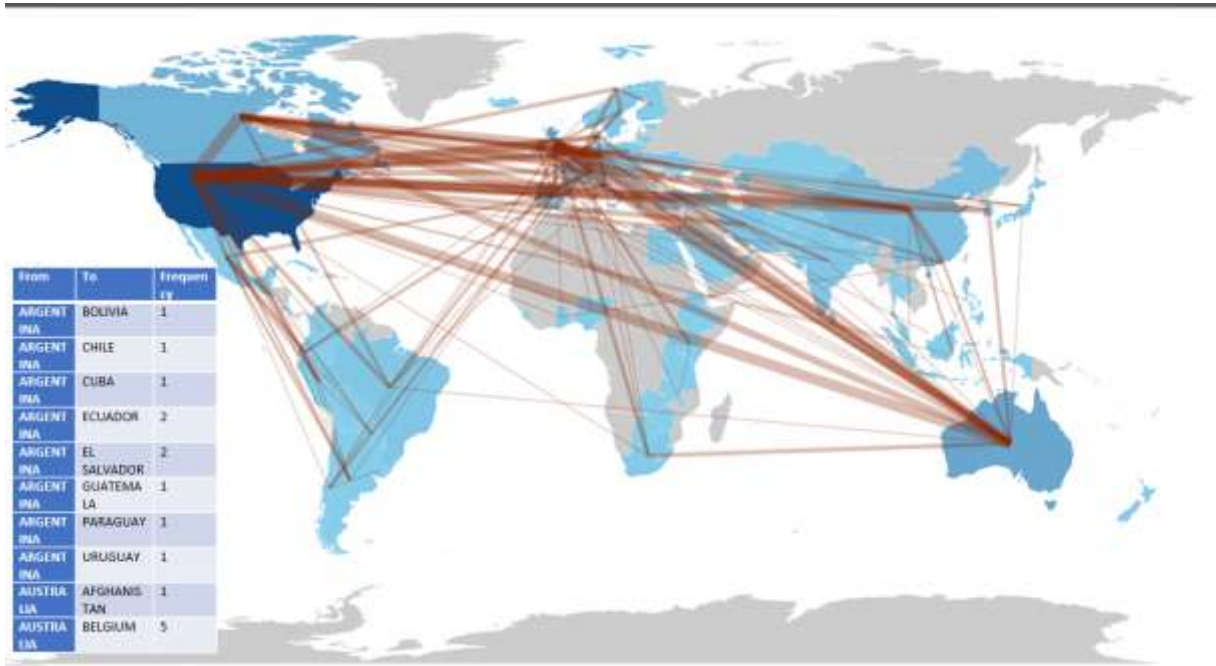 From To Frequen
cy
ARGENT BOLIVIA 1
INA
ARGENT CHILE 1
INA
ARGENT CUBA 1
INA
ARGENT ECUADOR 2
INA
ARGENT EL 2
INA SALVADOR
ARGENT GUATEMA 1
INA LA
ARGENT PARAGUAY 1
INA
ARGENT URUGUAY 1
INA
AUSTRA AFGHANIS 1
LIA TAN
AUSTRA BELGIUM 5
LIA